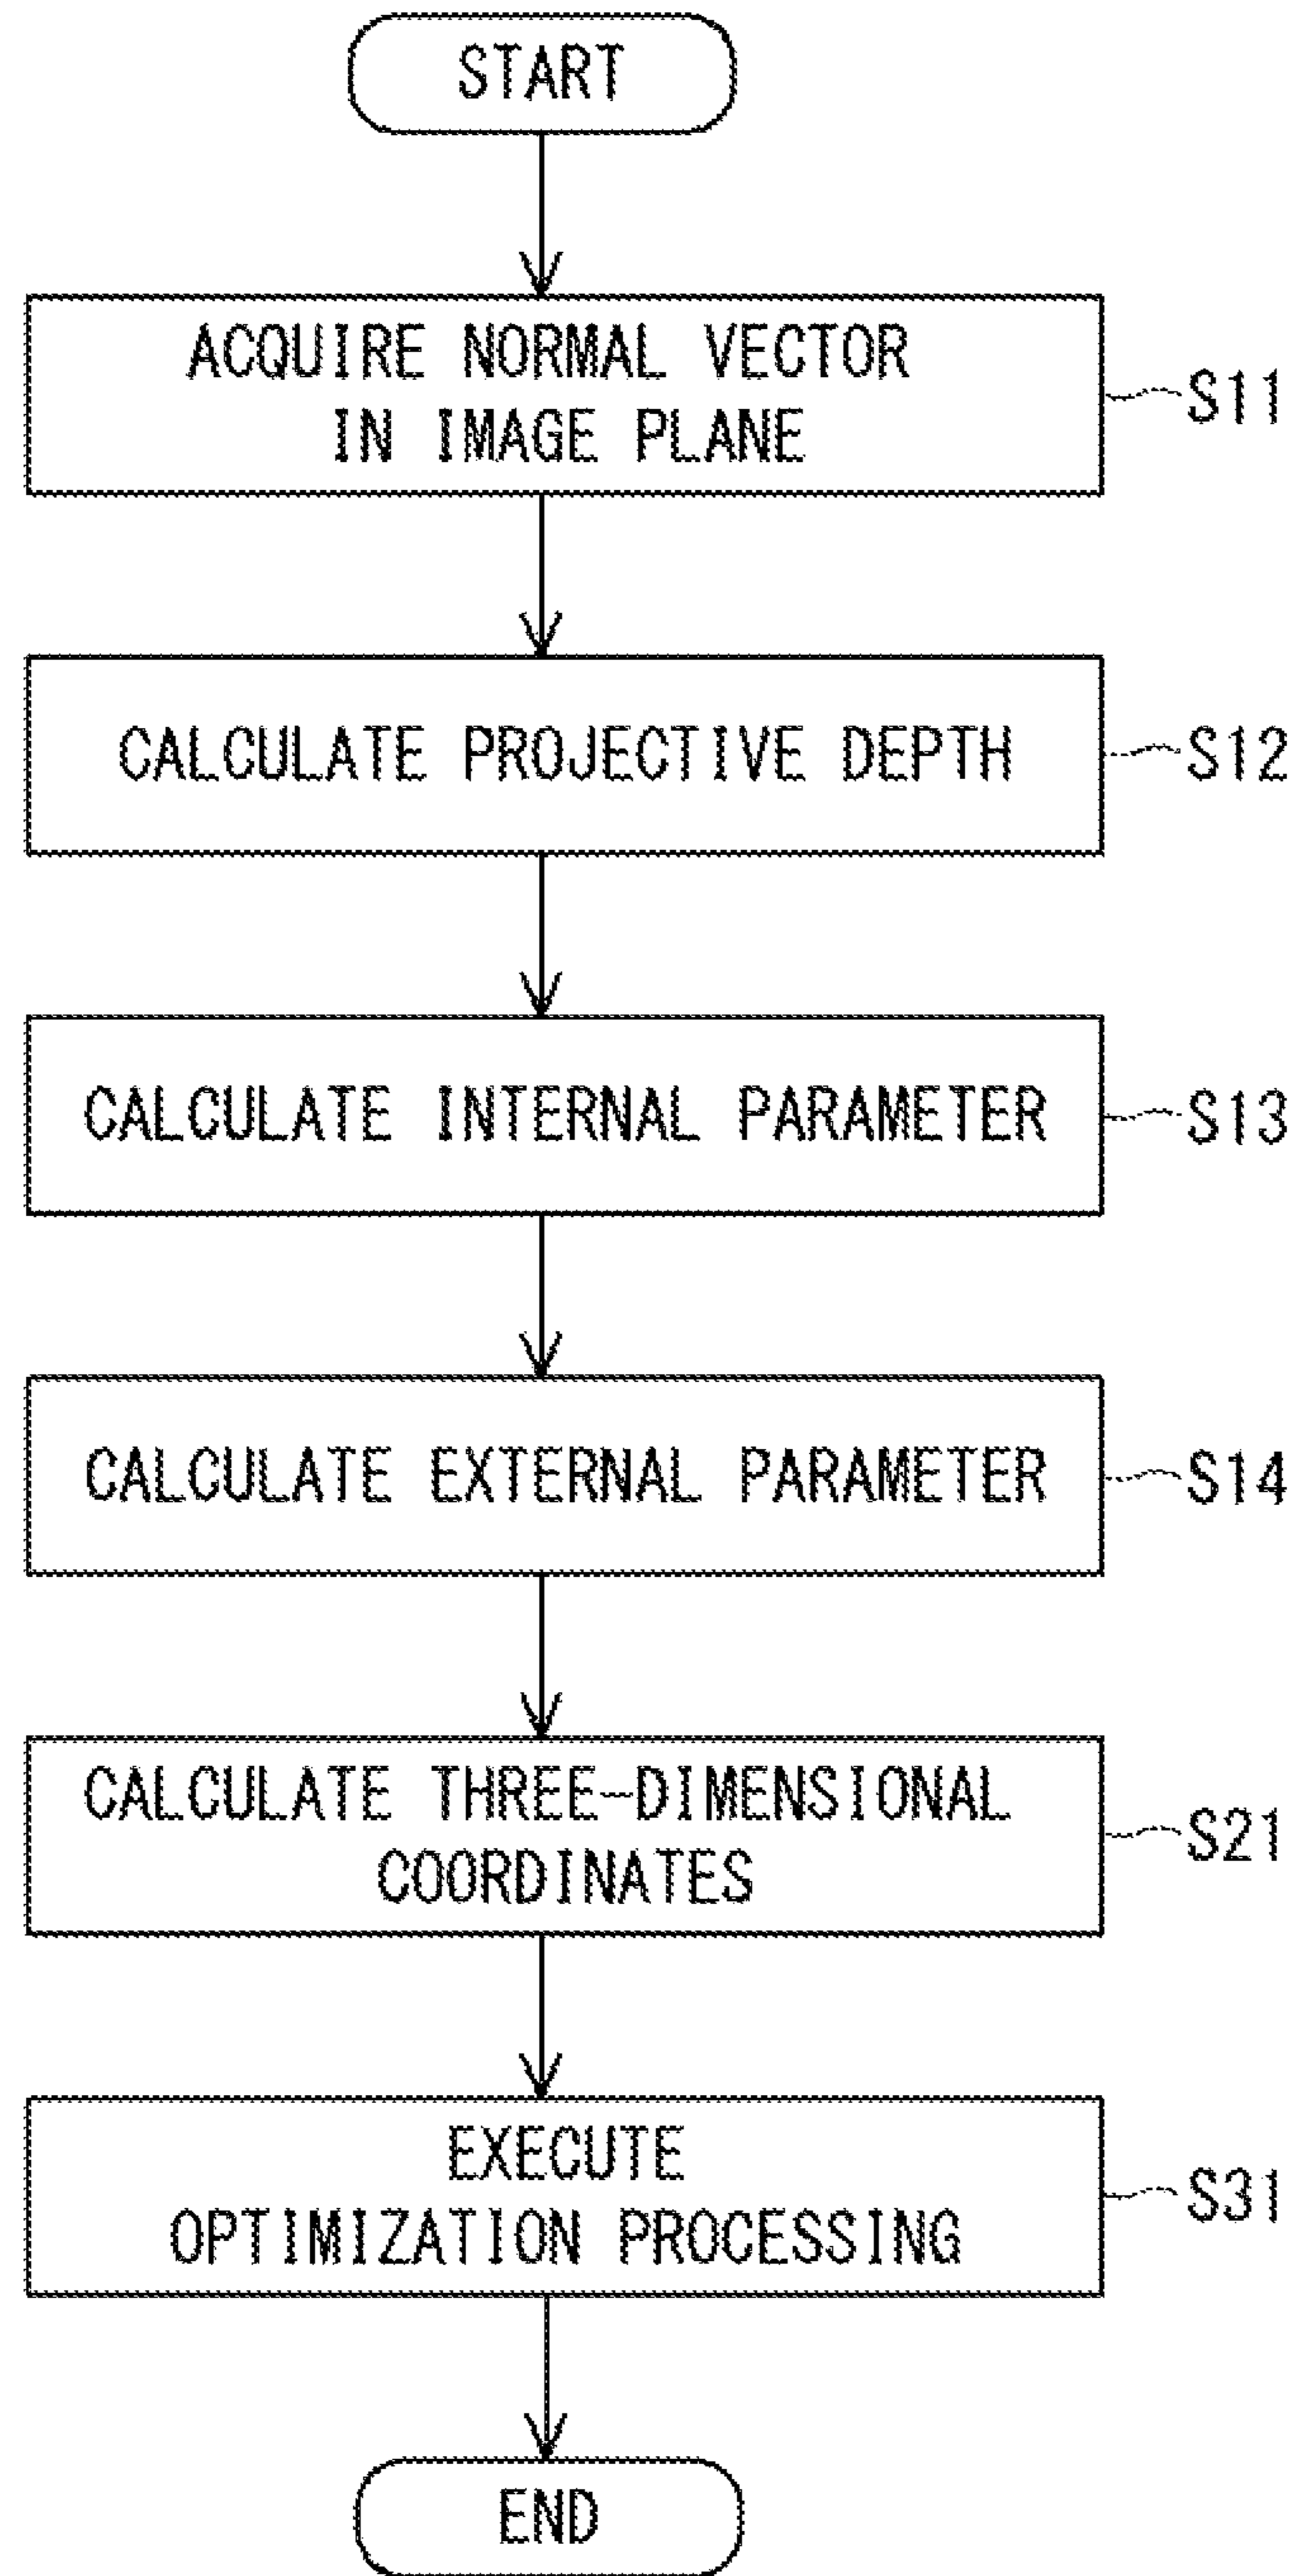 START
ACQUIRE NORMAL VECTOR
IN IMAGE PLANE
S11
CALCULATE PROJECTIVE DEPTH
S12
CALCULATE INTERNAL PARAMETER
S13
CALCULATE EXTERNAL PARAMETER
S14
CALCULATE THREE-DIMENSIONAL
COORDINATES
S21
EXECUTE
OPTIMIZATION PROCESSING
S31
END